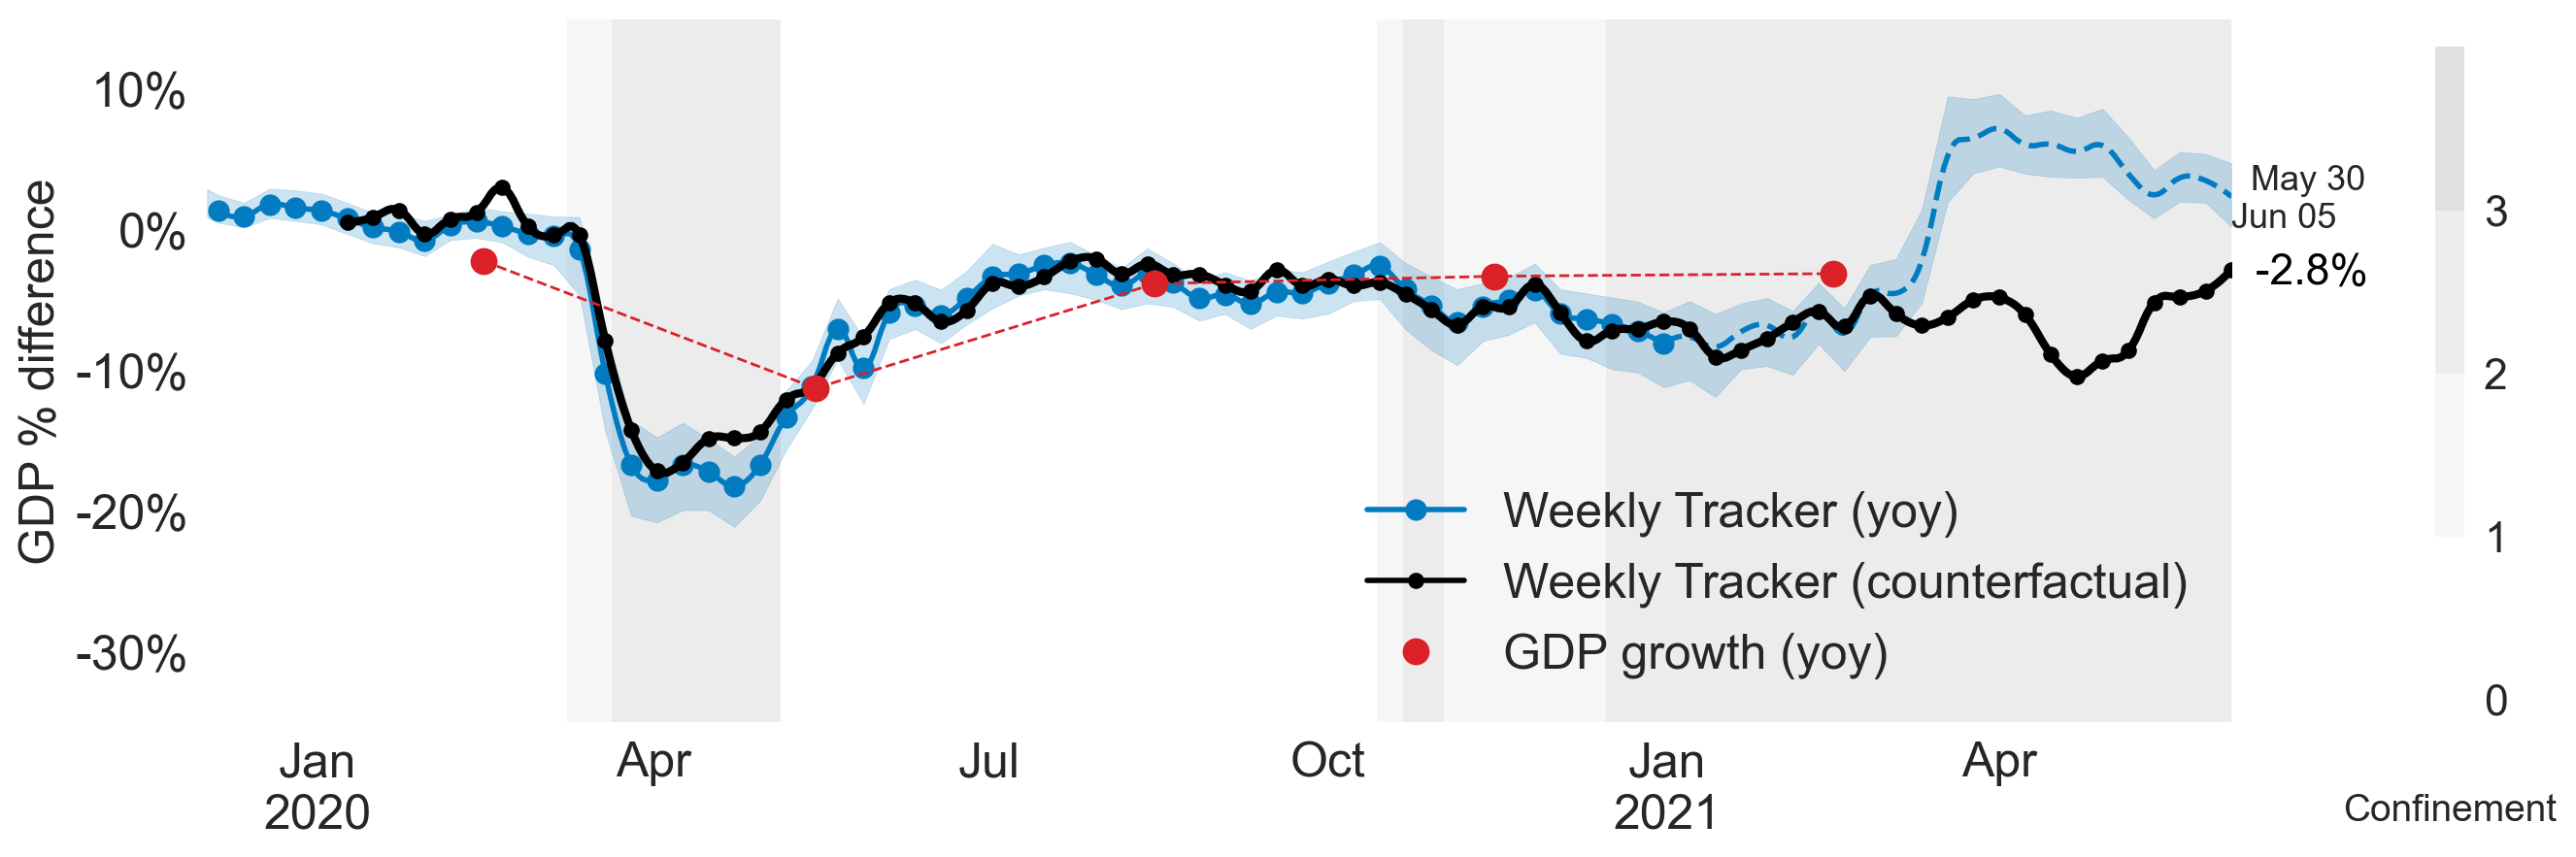 GDP % difference
10%
0%
-10%
-20%
-30%
Jan
2020
Apr
Jul
Oct
Jan
2021
Apr
May 30
Jun 05
-2.8%
Weekly Tracker (yoy)
Weekly Tracker (counterfactual)
GDP growth (yoy)
3
2
1
0
Confinement